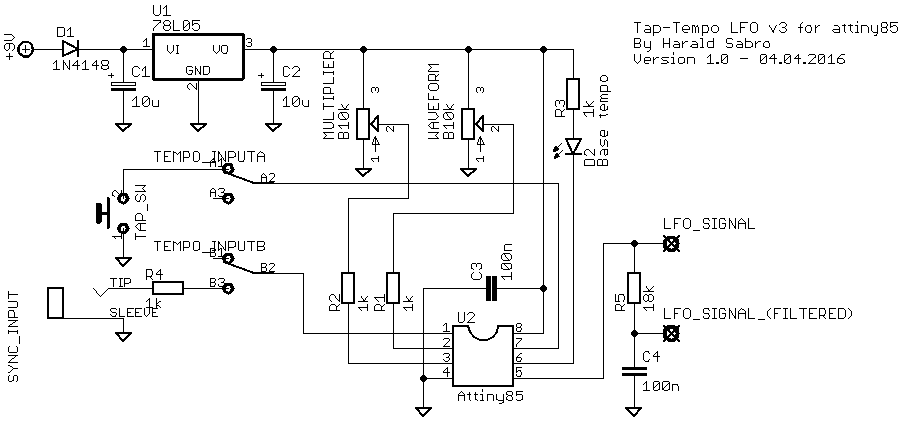 Tap-Tempo LFO v3 for attiny85
By Harald Sabro
Version 1.0 - 04.04.2016
+9V
D1
1N4148
U1
78L05
1
VI
VO
3
GND
2
+
C1
10u
+
C2
10u
MULTIPLIER
B10k
3
2
1
WAVEFORM
B10k
3
2
1
R3
1k
D2
Base tempo
TEMPO_INPUTA
A1
A2
A3
2
TAP_SW
1
TEMPO_INPUTB
B1
B2
B3
TIP
R4
1k
SLEEVE
SYNC_INPUT
R2
1k
R1
1k
C3
100n
U2
1
2
3
4
8
7
6
5
Attiny85
LFO_SIGNAL
R5
18k
LFO_SIGNAL_(FILTERED)
C4
100n